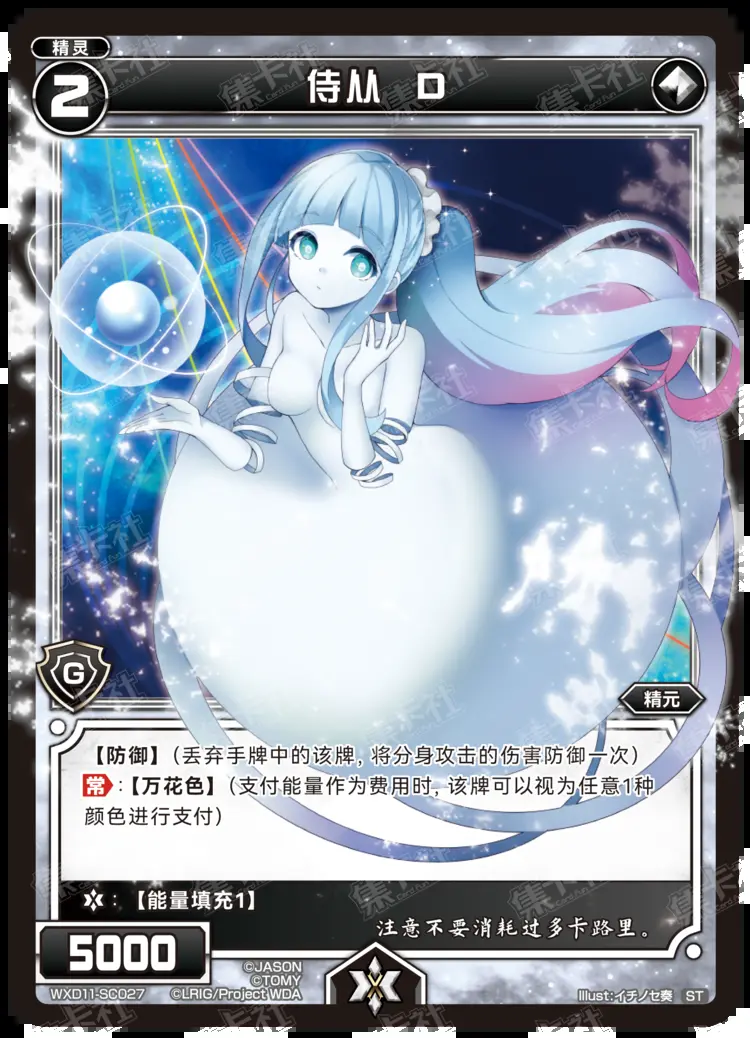 精灵
2
侍从 D
G
精元
【防御】（丢弃手牌中的该牌，将分身攻击的伤害防御一次）
常：【万花色】（支付能量作为费用时，该牌可以视为任意1种
颜色进行支付）
：【能量填充1】
注意不要消耗过多卡路里。
5000
©JASON
©TOMY
WXD11-SC027 ©LRIG/Project WDA
Illust:イチノセ奏 ST
集卡社